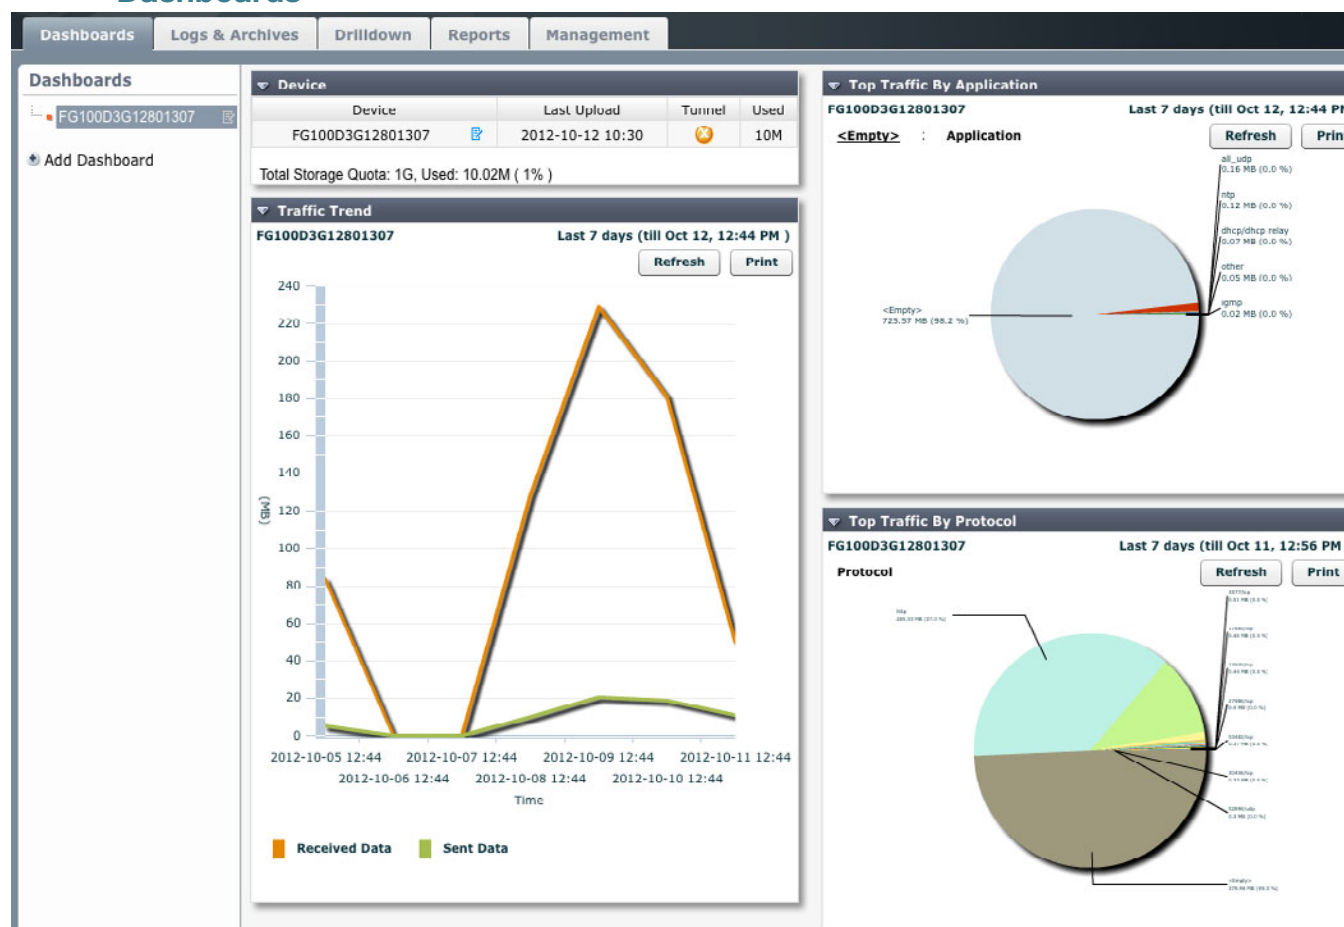 Dashboards
Dashboards
Logs & Archives
Drilldown
Reports
Management
Dashboards
FG100D3G12801307
Add Dashboard
Device
Device Last Upload Tunnel Used
FG100D3G12801307 2012-10-12 10:30 10M
Total Storage Quota: 1G, Used: 10.02M ( 1% )
Traffic Trend
FG100D3G12801307 Last 7 days (till Oct 12, 12:44 PM )
Refresh Print
240
220
200
180
160
140
120
100
80
60
40
20
0
(MB)
2012-10-05 12:44 2012-10-07 12:44 2012-10-09 12:44 2012-10-11 12:44
2012-10-06 12:44 2012-10-08 12:44 2012-10-10 12:44
Time
Received Data Sent Data
Top Traffic By Application
FG100D3G12801307 Last 7 days (till Oct 12, 12:44 PM
<Empty> : Application
Refresh Prin
all_udp
0.16 MB (0.0 %)
ntp
0.12 MB (0.0 %)
dhcp/dhcp relay
0.07 MB (0.0 %)
other
0.05 MB (0.0 %)
igmp
0.02 MB (0.0 %)
<Empty>
(98.2 %)
Top Traffic By Protocol
FG100D3G12801307 Last 7 days (till Oct 11, 12:56 PM
Protocol
Refresh Print
<Empty>